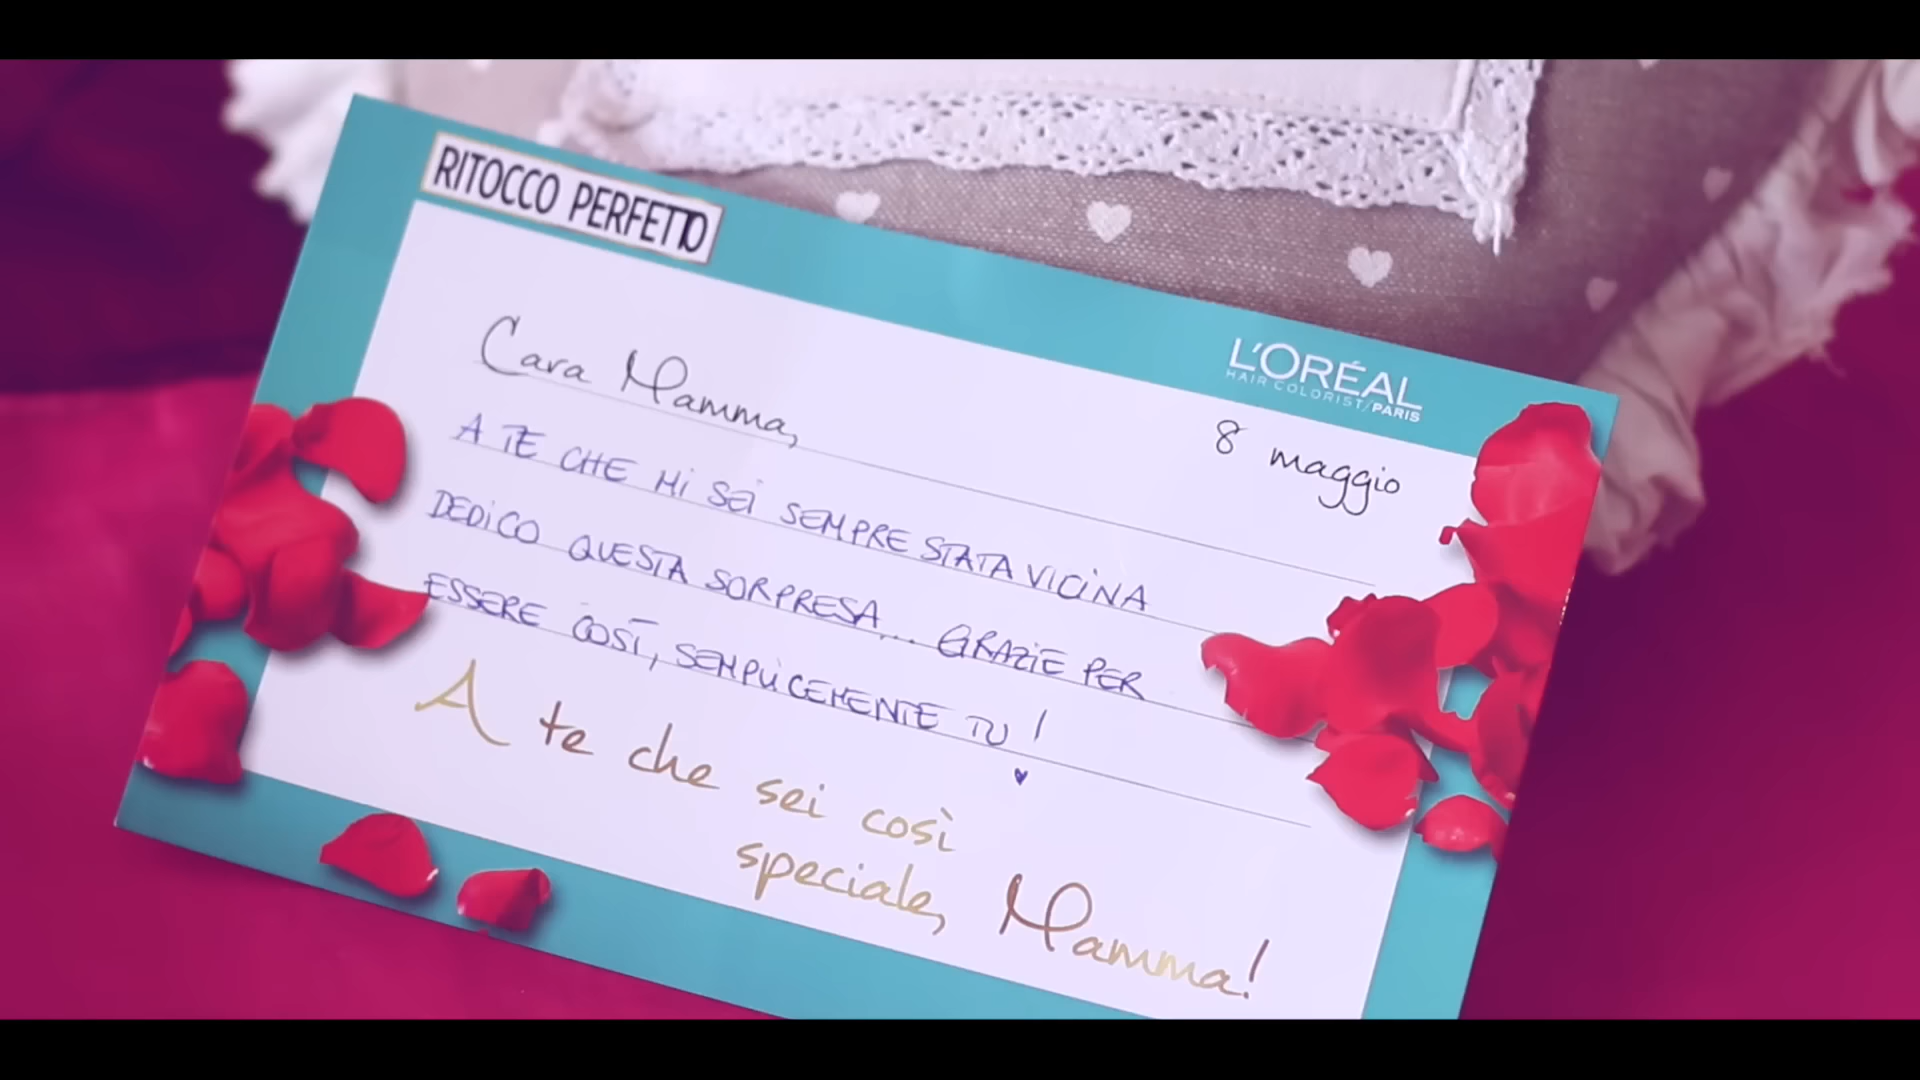 RITOCCO PERFETTO
L'ORÉAL
HAIR COLORIST/PARIS
8 maggio
Cara Mamma,
A TE CHE MI SEI SEMPRE STATA VICINA
DEDICO QUESTA SORPRESA... GRAZIE PER
ESSERE COSÌ, SEMPLICEMENTE TU!
A te che sei così
speciale, Mamma!